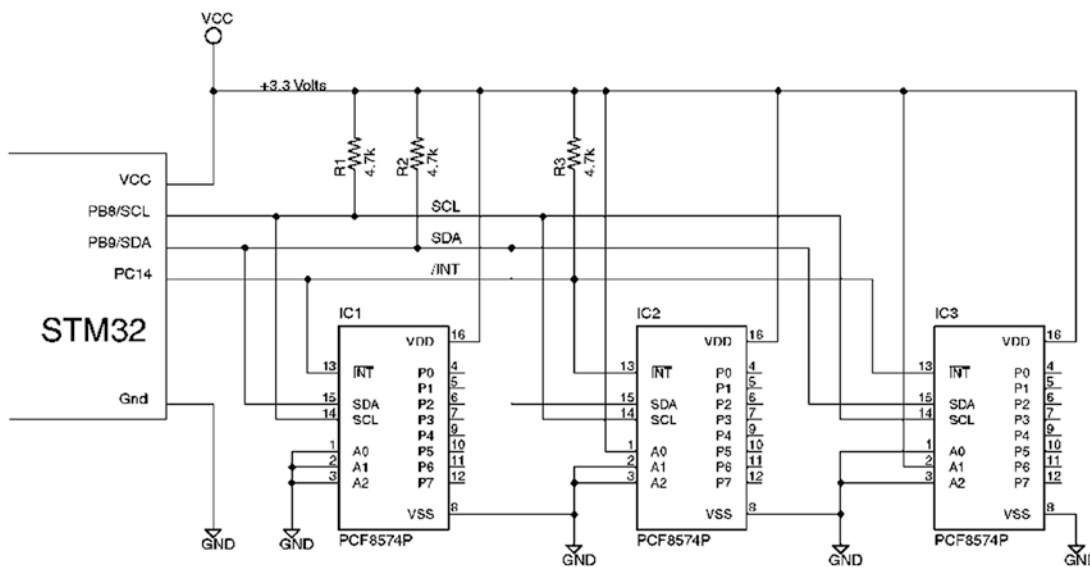 VCC
+3.3 Volts
R1
4.7k
R2
4.7k
R3
4.7k
VCC
PB8/SCL
PB9/SDA
PC14
STM32
Gnd
SCL
SDA
/INT
GND
GND
IC1
VDD 16
13 INT
15 SDA
14 SCL
1 A0
2 A1
3 A2
P0 4
P1 5
P2 6
P3 7
P4 9
P5 10
P6 11
P7 12
VSS 8
PCF8574P
GND
IC2
VDD 16
13 INT
15 SDA
14 SCL
1 A0
2 A1
3 A2
P0 4
P1 5
P2 6
P3 7
P4 9
P5 10
P6 11
P7 12
VSS 8
PCF8574P
GND
IC3
VDD 16
13 INT
15 SDA
14 SCL
1 A0
2 A1
3 A2
P0 4
P1 5
P2 6
P3 7
P4 9
P5 10
P6 11
P7 12
VSS 8
PCF8574P
GND